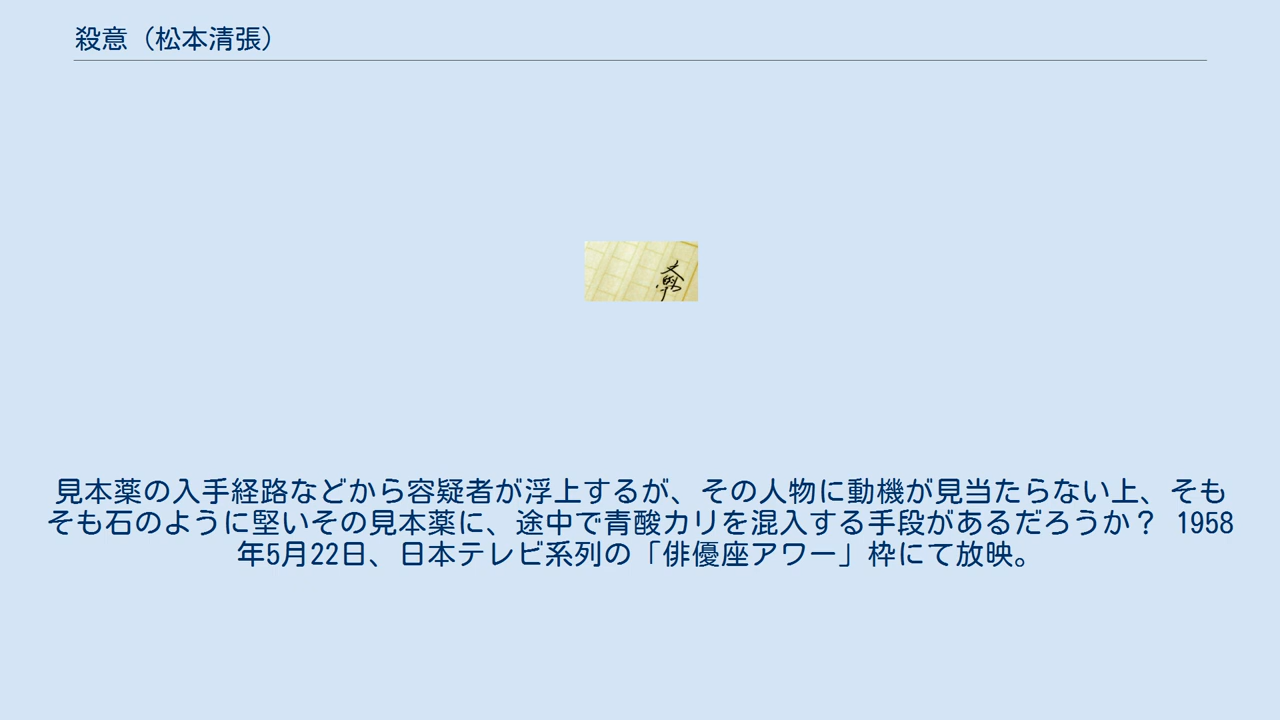 殺意（松本清張）
見本薬の入手経路などから容疑者が浮上するが、その人物に動機が見当たらない上、そも
そも石のように堅いその見本薬に、途中で青酸カリを混入する手段があるだろうか？ 1958
年5月22日、日本テレビ系列の「俳優座アワー」枠にて放映。